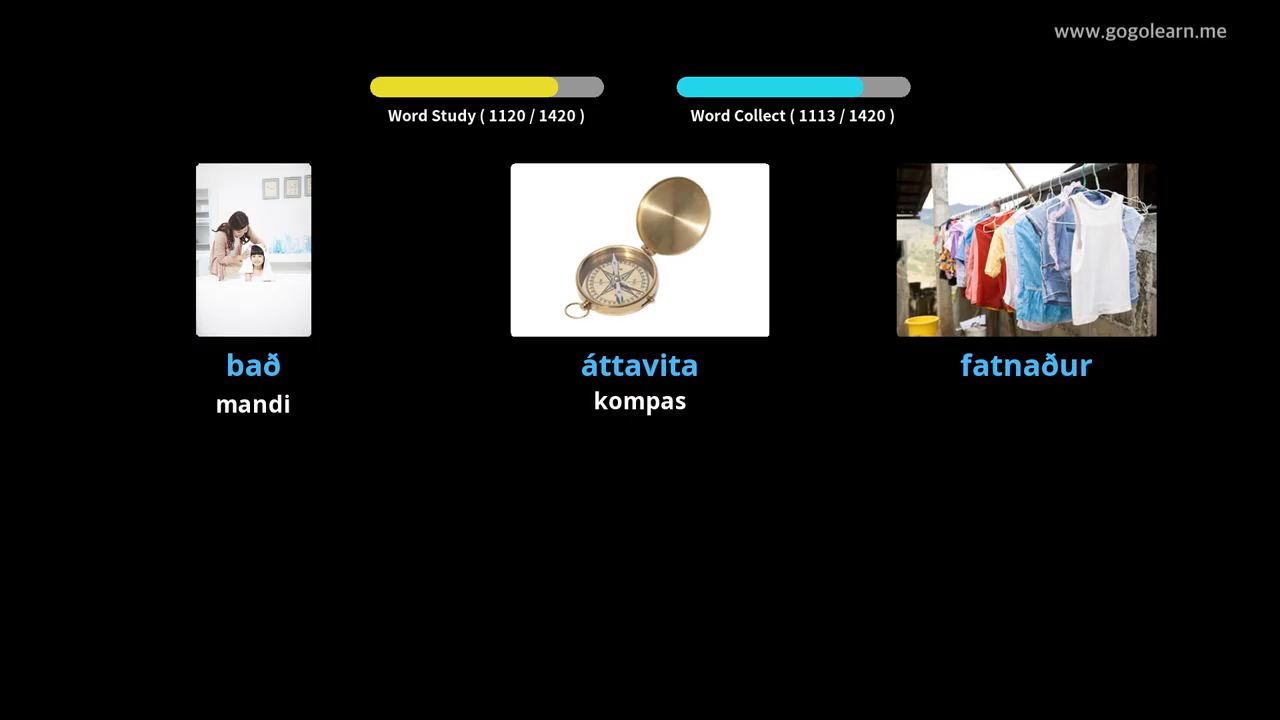 www.gogolearn.me
Word Study ( 1120 / 1420 )
Word Collect ( 1113 / 1420 )
bað
áttavita
fatnaður
mandi
kompas